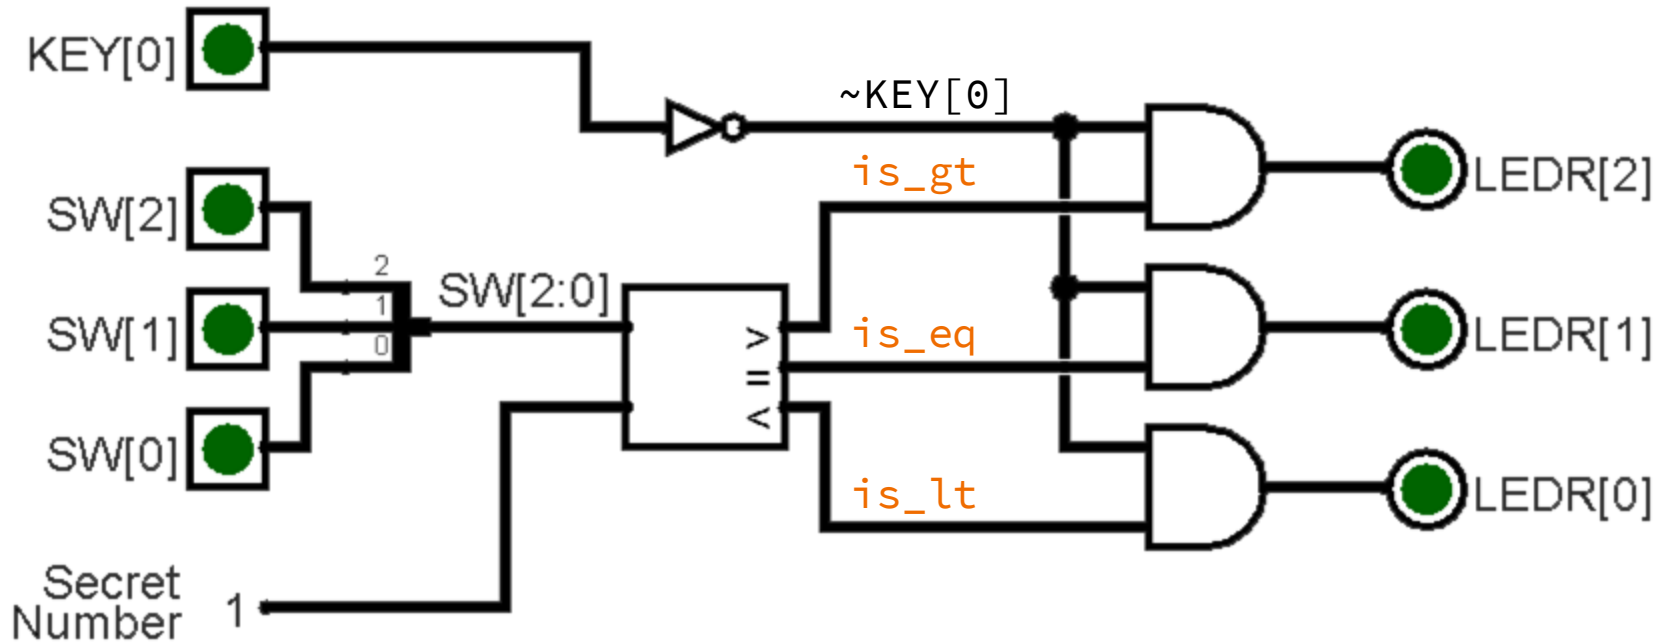 KEY[0]
~KEY[0]
is_gt
LEDR[2]
SW[2]
2
SW[2:0]
1
>
is_eq
SW[1]
0
=
LEDR[1]
<
SW[0]
is_lt
LEDR[0]
Secret
Number 1